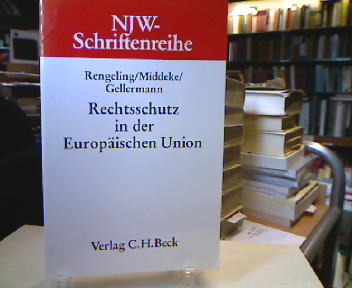 NJW-
Schriftenreihe
Rengeling/Middeke/
Gellermann
Rechtsschutz
in der
Europäischen Union
Verlag C.H.Beck